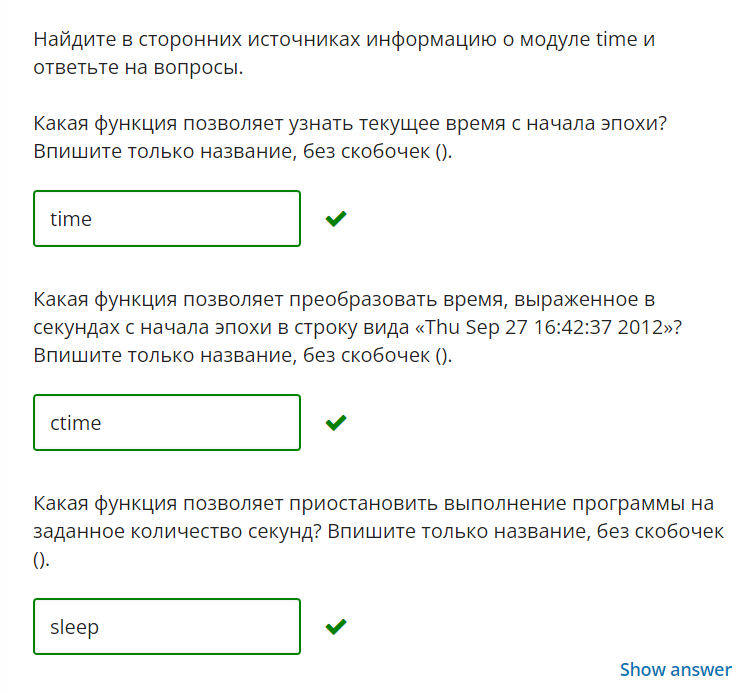 Найдите в сторонних источниках информацию о модуле time и
ответьте на вопросы.
Какая функция позволяет узнать текущее время с начала эпохи?
Впишите только название, без скобочек ().
time
Какая функция позволяет преобразовать время, выраженное в
секундах с начала эпохи в строку вида «Thu Sep 27 16:42:37 2012»?
Впишите только название, без скобочек ().
ctime
Какая функция позволяет приостановить выполнение программы на
заданное количество секунд? Впишите только название, без скобочек
().
sleep
Show answer